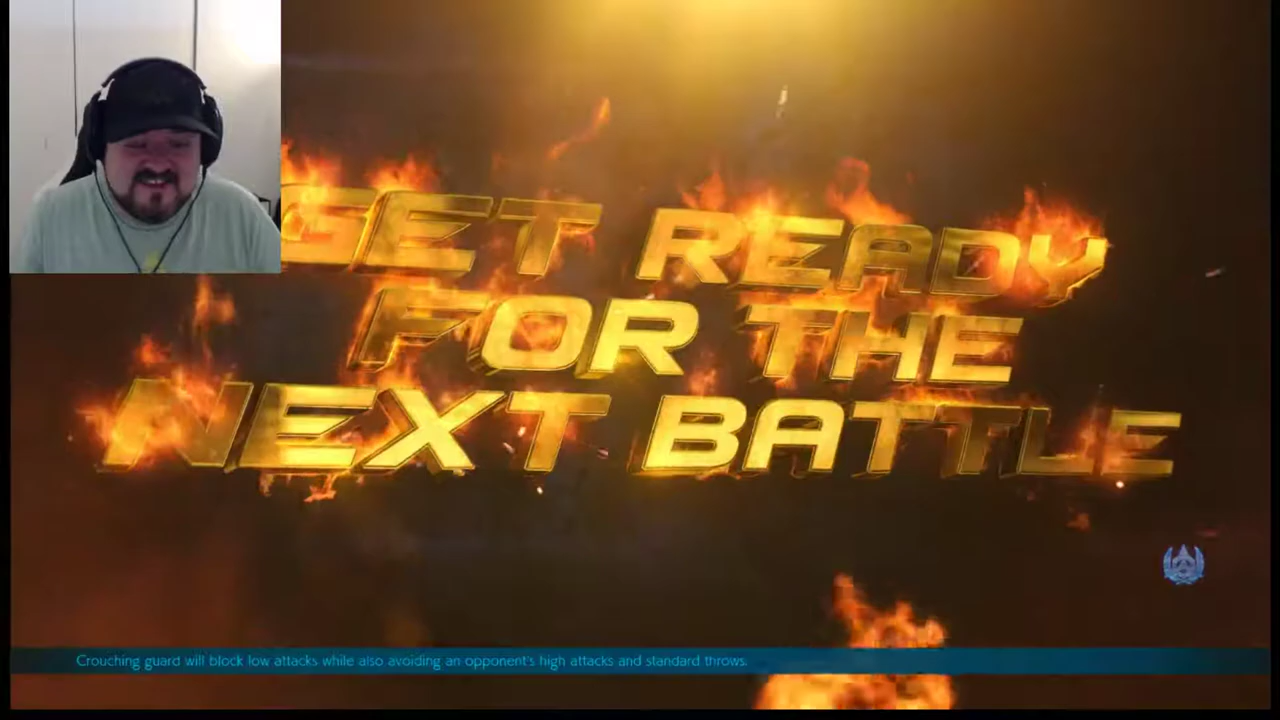 GET READY
FOR THE
NEXT BATTLE
Crouching guard will block low attacks while also avoiding an opponent's high attacks and standard throws.